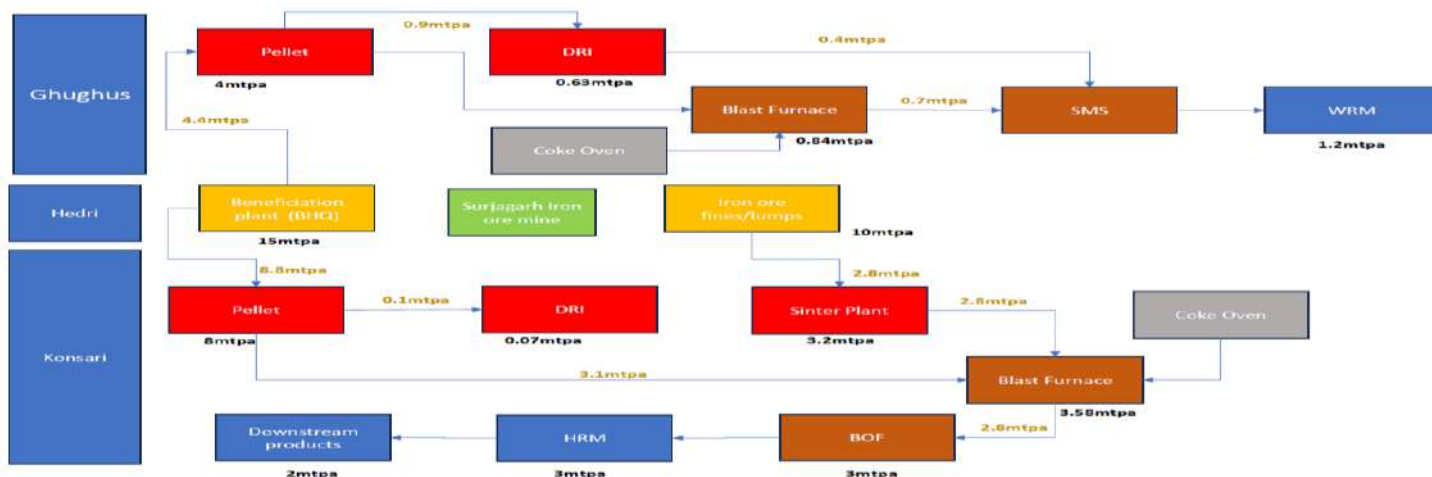 0.9mtpa
Pellet
DRI
0.4mtpa
4mtpa
0.63mtpa
Ghughus
Blast Furnace
0.7mtpa
SMS
WRM
4.4mtpa
Coke Oven
0.84mtpa
1.2mtpa
Hedri
Beneficiation
plant (BHQ)
Surjagarh Iron
ore mine
Iron ore
fines/lumps
15mtpa
10mtpa
8.8mtpa
2.8mtpa
Pellet
0.1mtpa
DRI
Sinter Plant
2.8mtpa
Coke Oven
8mtpa
0.07mtpa
3.2mtpa
Konsari
3.1mtpa
Blast Furnace
3.58mtpa
Downstream
products
HRM
BOF
2.8mtpa
2mtpa
3mtpa
3mtpa